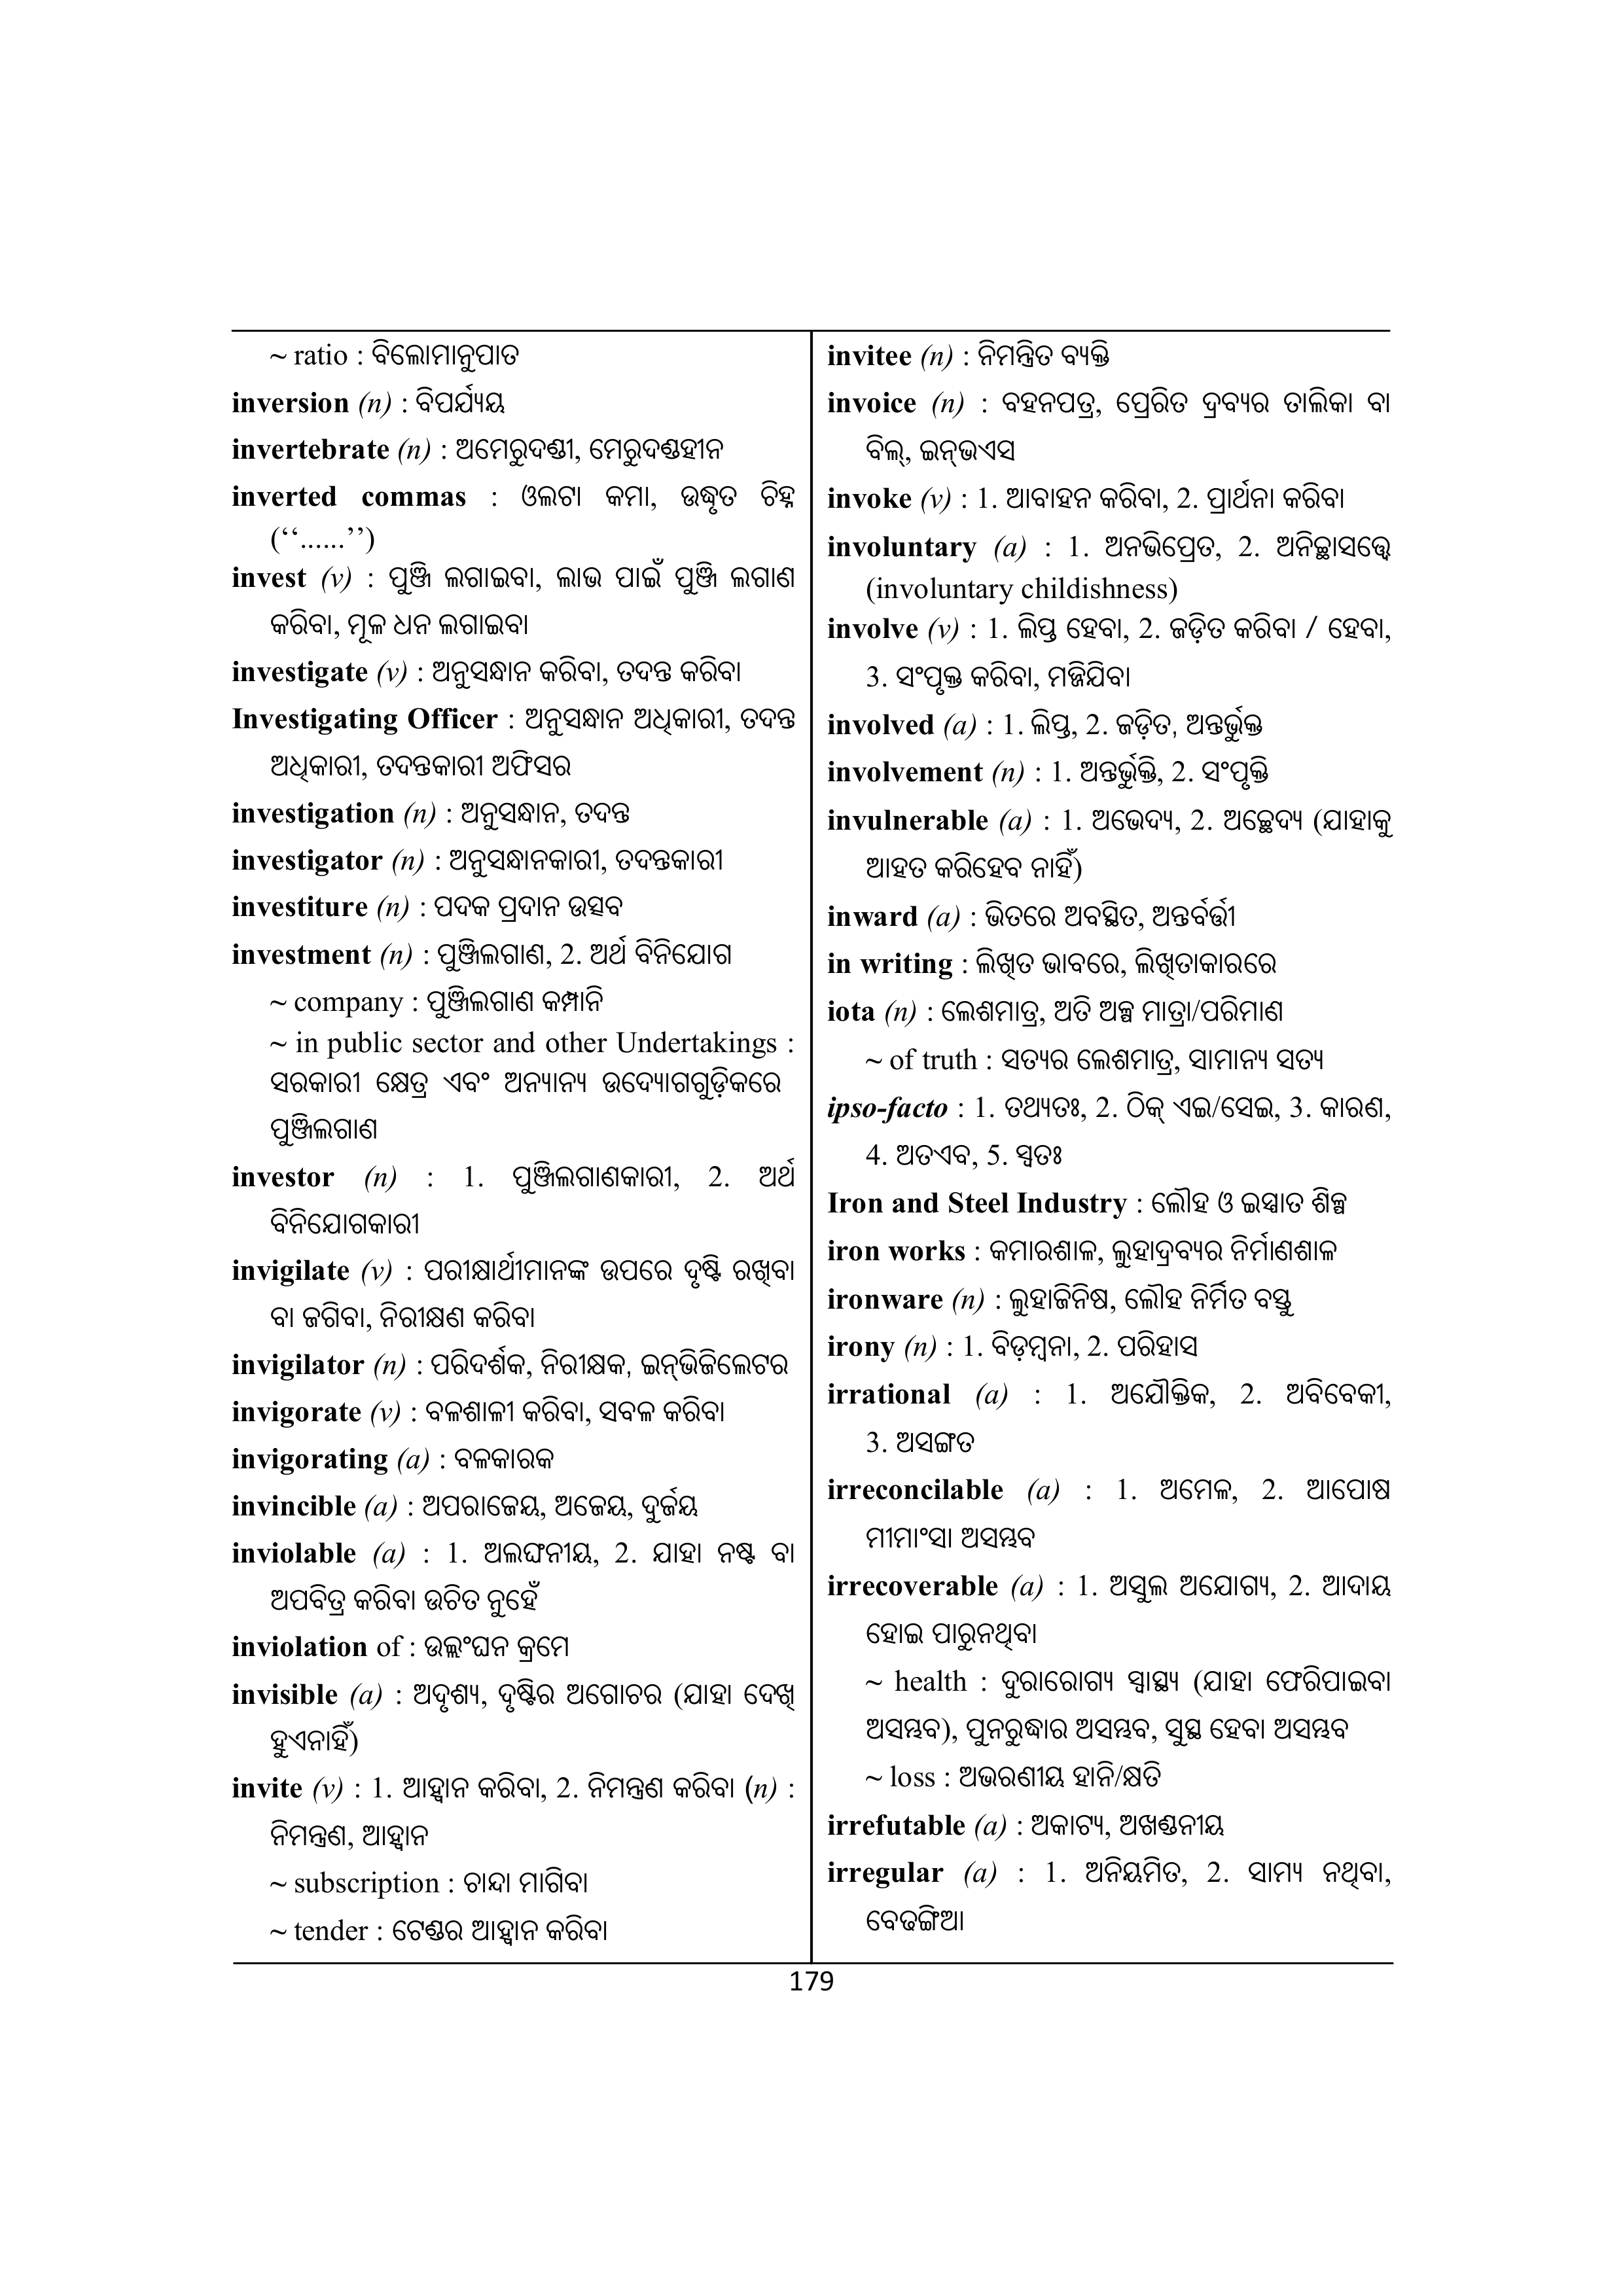 ~ ratio : ବିଲୋମାନୁପାତ
inversion (n) : ବିପର୍ଯ୍ୟୟ
invertebrate (n) : ଅମେରୁଦଣ୍ଡୀ, ମେରୁଦଣ୍ଡହୀନ
inverted commas : ଓଲଟା କମା, ଉଦ୍ଧୃତ ଚିହ୍ନ
(‘‘......’’)
invest (v) : ପୁଞ୍ଜି ଲଗାଇବା, ଲାଭ ପାଇଁ ପୁଞ୍ଜି ଲଗାଣ
କରିବା, ମୂଳ ଧନ ଲଗାଇବା
investigate (v) : ଅନୁସନ୍ଧାନ କରିବା, ତଦନ୍ତ କରିବା
Investigating Officer : ଅନୁସନ୍ଧାନ ଅଧିକାରୀ, ତଦନ୍ତ
ଅଧିକାରୀ, ତଦନ୍ତକାରୀ ଅଫିସର
investigation (n) : ଅନୁସନ୍ଧାନ, ତଦନ୍ତ
investigator (n) : ଅନୁସନ୍ଧାନକାରୀ, ତଦନ୍ତକାରୀ
investiture (n) : ପଦକ ପ୍ରଦାନ ଉତ୍ସବ
investment (n) : ପୁଞ୍ଜିଲଗାଣ, 2. ଅର୍ଥ ବିନିଯୋଗ
~ company : ପୁଞ୍ଜିଲଗାଣ କମ୍ପାନି
~ in public sector and other Undertakings :
ସରକାରୀ କ୍ଷେତ୍ର ଏବଂ ଅନ୍ୟାନ୍ୟ ଉଦ୍ୟୋଗଗୁଡ଼ିକରେ
ପୁଞ୍ଜିଲଗାଣ
investor (n) : 1. ପୁଞ୍ଜିଲଗାଣକାରୀ, 2. ଅର୍ଥ
ବିନିଯୋଗକାରୀ
invigilate (v) : ପରୀକ୍ଷାର୍ଥୀମାନଙ୍କ ଉପରେ ଦୃଷ୍ଟି ରଖିବା
ବା ଜଗିବା, ନିରୀକ୍ଷଣ କରିବା
invigilator (n) : ପରିଦର୍ଶକ, ନିରୀକ୍ଷକ, ଇନ୍‌ଭିଜିଲେଟର
invigorate (v) : ବଳଶାଳୀ କରିବା, ସବଳ କରିବା
invigorating (a) : ବଳକାରକ
invincible (a) : ଅପରାଜେୟ, ଅଜେୟ, ଦୁର୍ଜୟ
inviolable (a) : 1. ଅଲଙ୍ଘନୀୟ, 2. ଯାହା ନଷ୍ଟ ବା
ଅପବିତ୍ର କରିବା ଉଚିତ ନୁହେଁ
inviolation of : ଉଲ୍ଲଂଘନ କ୍ରମେ
invisible (a) : ଅଦୃଶ୍ୟ, ଦୃଷ୍ଟିର ଅଗୋଚର (ଯାହା ଦେଖି
ହୁଏନାହିଁ)
invite (v) : 1. ଆହ୍ୱାନ କରିବା, 2. ନିମନ୍ତ୍ରଣ କରିବା (n) :
ନିମନ୍ତ୍ରଣ, ଆହ୍ୱାନ
~ subscription : ଚାନ୍ଦା ମାଗିବା
~ tender : ଟେଣ୍ଡର ଆହ୍ୱାନ କରିବା
invitee (n) : ନିମନ୍ତ୍ରିତ ବ୍ୟକ୍ତି
invoice (n) : ବହନପତ୍ର, ପ୍ରେରିତ ଦ୍ରବ୍ୟର ତାଲିକା ବା
ବିଲ୍, ଇନ୍‌ଭଏସ
invoke (v) : 1. ଆବାହନ କରିବା, 2. ପ୍ରାର୍ଥନା କରିବା
involuntary (a) : 1. ଅନଭିପ୍ରେତ, 2. ଅନିଚ୍ଛାସତ୍ତ୍ୱେ
(involuntary childishness)
involve (v) : 1. ଲିପ୍ତ ହେବା, 2. ଜଡ଼ିତ କରିବା / ହେବା,
3. ସଂପୃକ୍ତ କରିବା, ମଜ୍ଜିଯିବା
involved (a) : 1. ଲିପ୍ତ, 2. ଜଡ଼ିତ, ଅନ୍ତର୍ଭୁକ୍ତ
involvement (n) : 1. ଅନ୍ତର୍ଭୁକ୍ତି, 2. ସଂପୃକ୍ତି
invulnerable (a) : 1. ଅଭେଦ୍ୟ, 2. ଅଚ୍ଛେଦ୍ୟ (ଯାହାକୁ
ଆହତ କରିହେବ ନାହିଁ)
inward (a) : ଭିତରେ ଅବସ୍ଥିତ, ଅନ୍ତର୍ବର୍ତ୍ତୀ
in writing : ଲିଖିତ ଭାବରେ, ଲିଖିତାକାରରେ
iota (n) : ଲେଶମାତ୍ର, ଅତି ଅଳ୍ପ ମାତ୍ରା/ପରିମାଣ
~ of truth : ସତ୍ୟର ଲେଶମାତ୍ର, ସାମାନ୍ୟ ସତ୍ୟ
ipso-facto : 1. ତଥ୍ୟତଃ, 2. ଠିକ୍ ଏଇ/ସେଇ, 3. କାରଣ,
4. ଅତଏବ, 5. ସ୍ୱତଃ
Iron and Steel Industry : ଲୌହ ଓ ଇସ୍ପାତ ଶିଳ୍ପ
iron works : କମାରଶାଳ, ଲୁହାଦ୍ରବ୍ୟର ନିର୍ମାଣଶାଳ
ironware (n) : ଲୁହାଜିନିଷ, ଲୌହ ନିର୍ମିତ ବସ୍ତୁ
irony (n) : 1. ବିଡ଼ମ୍ବନା, 2. ପରିହାସ
irrational (a) : 1. ଅଯୌକ୍ତିକ, 2. ଅବିବେକୀ,
3. ଅସଙ୍ଗତ
irreconcilable (a) : 1. ଅମେଳ, 2. ଆପୋଷ
ମୀମାଂସା ଅସମ୍ଭବ
irrecoverable (a) : 1. ଅସୁଲ ଅଯୋଗ୍ୟ, 2. ଆଦାୟ
ହୋଇ ପାରୁନଥିବା
~ health : ଦୁରାରୋଗ୍ୟ ସ୍ୱାସ୍ଥ୍ୟ (ଯାହା ଫେରିପାଇବା
ଅସମ୍ଭବ), ପୁନରୁଦ୍ଧାର ଅସମ୍ଭବ, ସୁସ୍ଥ ହେବା ଅସମ୍ଭବ
~ loss : ଅଭରଣୀୟ ହାନି/କ୍ଷତି
irrefutable (a) : ଅକାଟ୍ୟ, ଅଖଣ୍ଡନୀୟ
irregular (a) : 1. ଅନିୟମିତ, 2. ସାମ୍ୟ ନଥିବା,
ବେଢଙ୍ଗିଆ
179